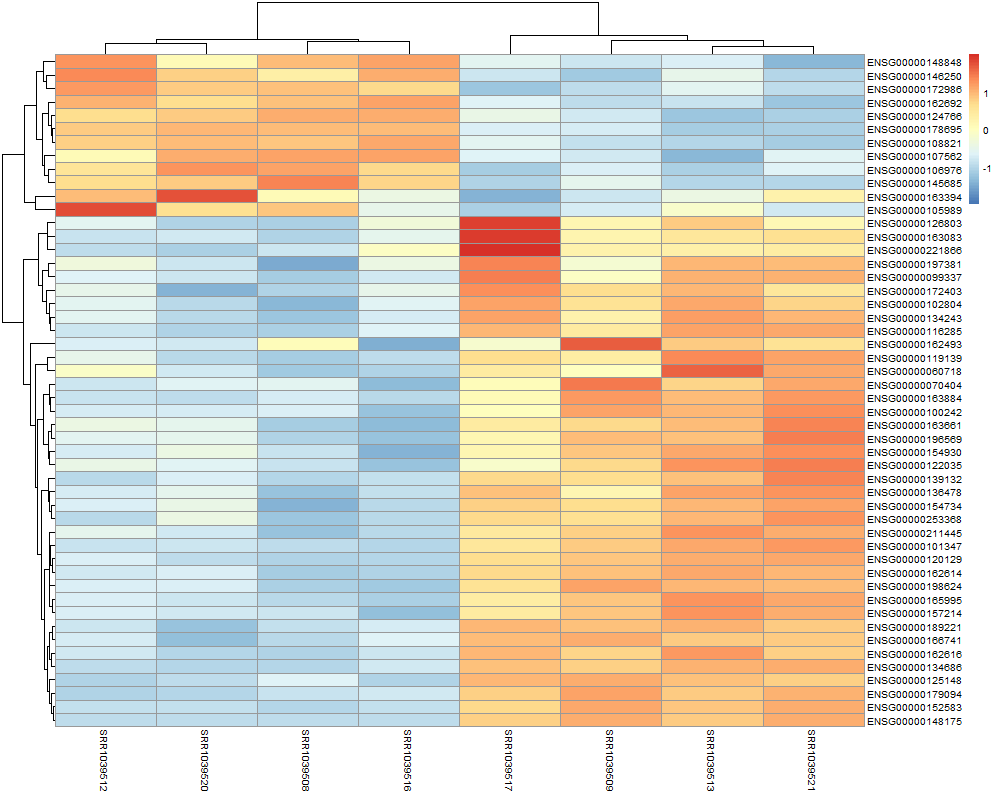 ENSG00000148848
ENSG00000146250
1
ENSG00000172986
ENSG00000162692
ENSG00000124766
0
ENSG00000178695
ENSG00000108821
ENSG00000107562
-1
ENSG00000106976
ENSG00000145685
ENSG00000163394
ENSG00000105989
ENSG00000126803
ENSG00000163083
ENSG00000221866
ENSG00000197381
ENSG00000099337
ENSG00000172403
ENSG00000102804
ENSG00000134243
ENSG00000116285
ENSG00000162493
ENSG00000119139
ENSG00000060718
ENSG00000070404
ENSG00000163884
ENSG00000100242
ENSG00000163661
ENSG00000196569
ENSG00000154930
ENSG00000122035
ENSG00000139132
ENSG00000136478
ENSG00000154734
ENSG00000253368
ENSG00000211445
ENSG00000101347
ENSG00000120129
ENSG00000162614
ENSG00000198624
ENSG00000165995
ENSG00000157214
ENSG00000189221
ENSG00000166741
ENSG00000162616
ENSG00000134686
ENSG00000125148
ENSG00000179094
ENSG00000152583
ENSG00000148175
SRR1039512
SRR1039520
SRR1039508
SRR1039516
SRR1039517
SRR1039509
SRR1039513
SRR1039521